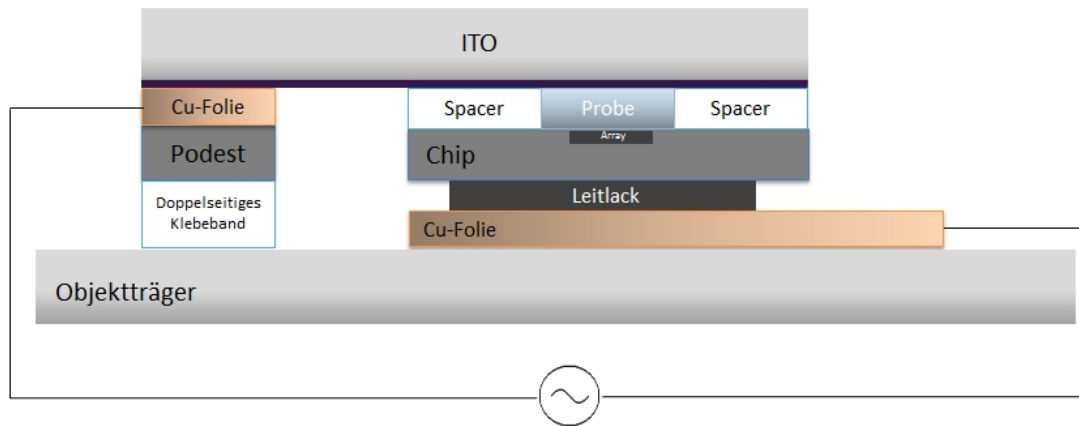 ITO
Cu-Folie
Spacer
Probe
Spacer
Array
Podest
Chip
Doppelseitiges
Klebeband
Leitlack
Cu-Folie
Objektträger